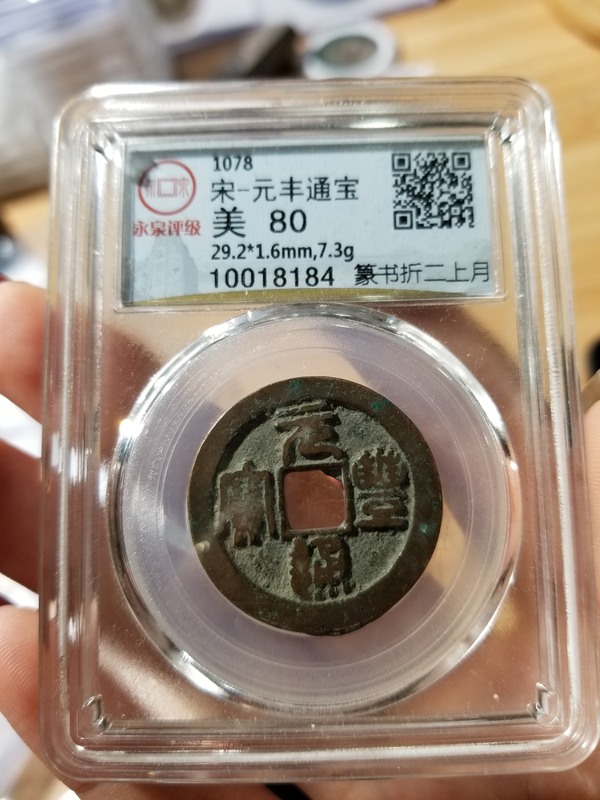 1078
宋-元丰通宝
美 80
29.2*1.6mm,7.3g
10018184 篆书折二上月
永泉评级
元豐通寶